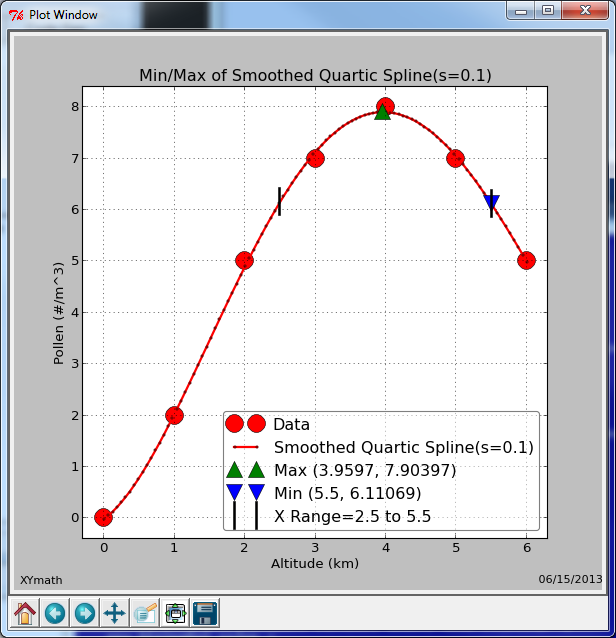 Plot Window
Min/Max of Smoothed Quartic Spline(s=0.1)
8
7
6
5
4
3
2
1
0
Pollen (#/m^3)
Data
Smoothed Quartic Spline(s=0.1)
Max (3.9597, 7.90397)
Min (5.5, 6.11069)
X Range=2.5 to 5.5
0 1 2 3 4 5 6
Altitude (km)
XYmath
06/15/2013